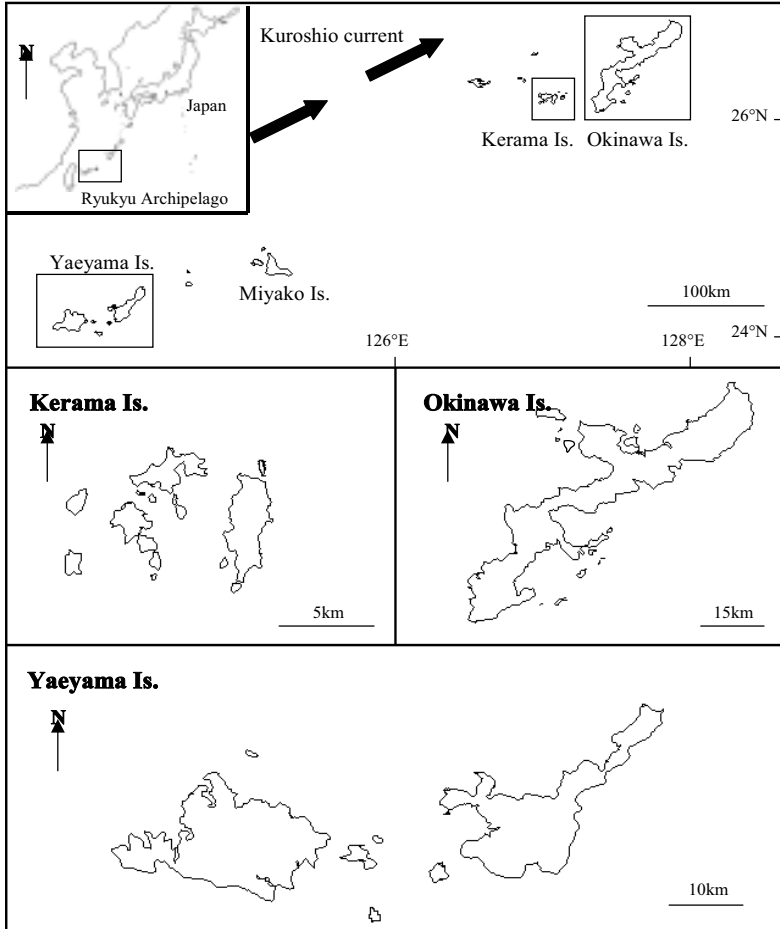 N
Japan
Ryukyu Archipelago
Kuroshio current
Kerama Is.
Okinawa Is.
26°N
Yaeyama Is.
Miyako Is.
100km
126°E
128°E
24°N
Kerama Is.
N
5km
Okinawa Is.
N
15km
Yaeyama Is.
N
10km